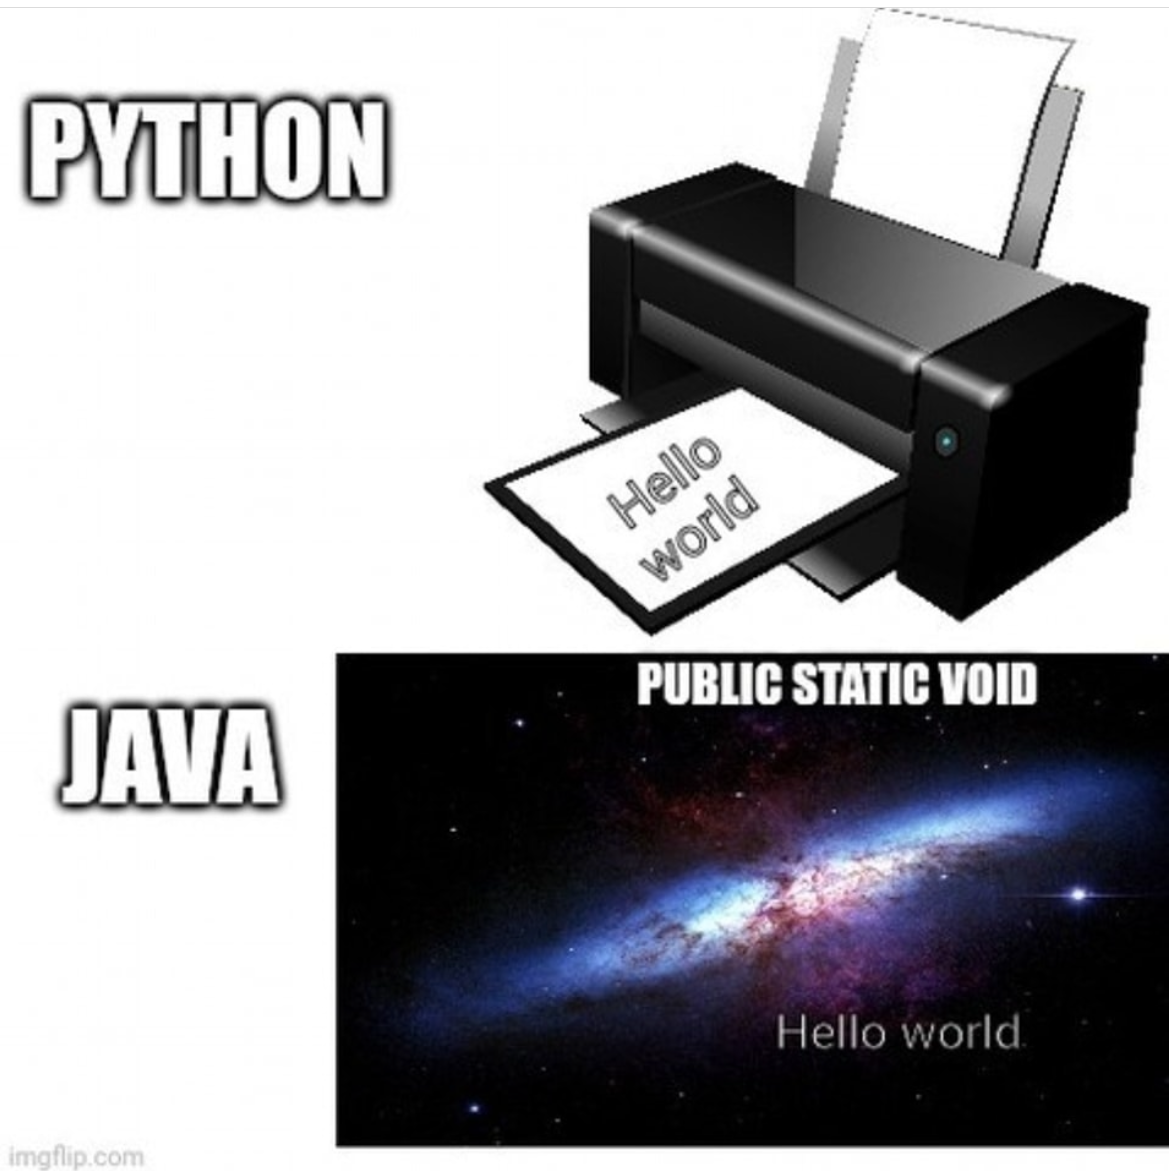 PYTHON
Hello
world
JAVA
PUBLIC STATIC VOID
Hello world
imgflip.com